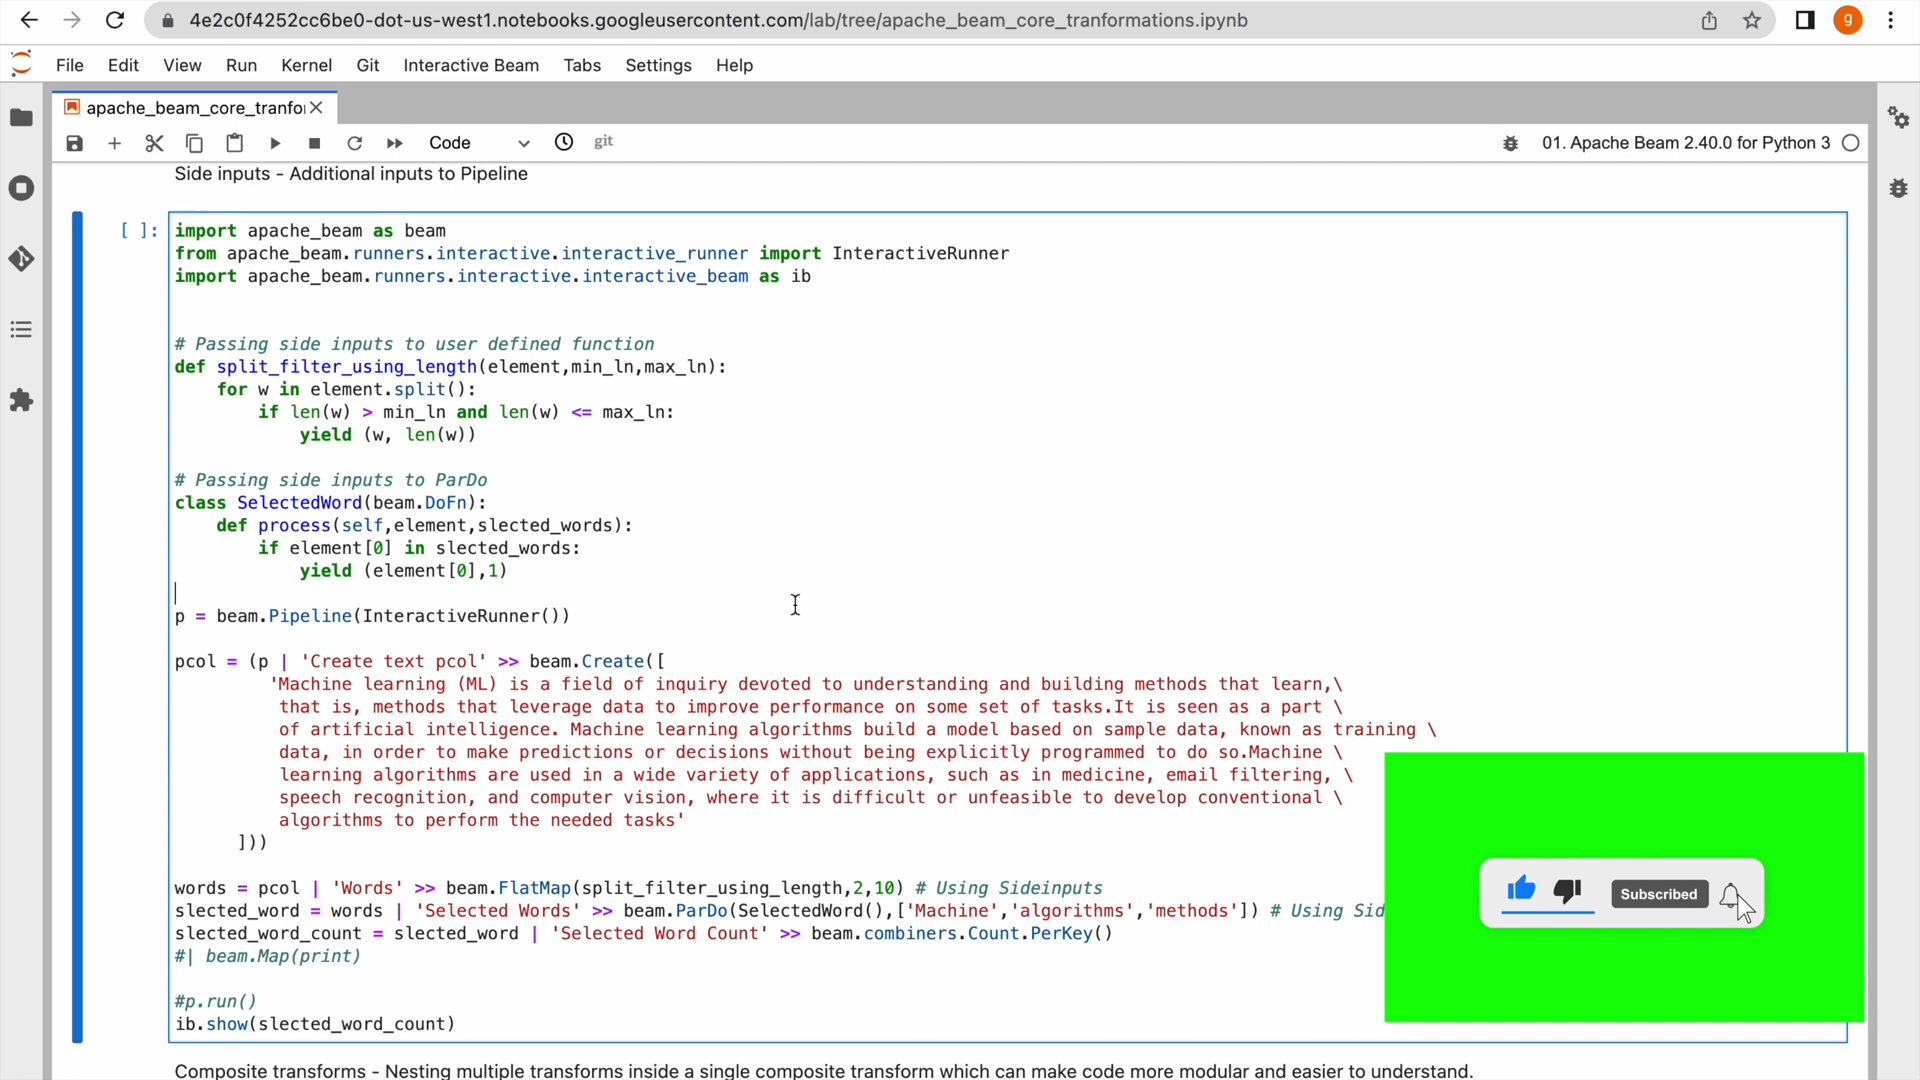 4e2c0f4252cc6be0-dot-us-west1.notebooks.googleusercontent.com/lab/tree/apache_beam_core_tranformations.ipynb
g
File Edit View Run Kernel Git Interactive Beam Tabs Settings Help
apache_beam_core_tranfo
Code
git
01. Apache Beam 2.40.0 for Python 3
Side inputs - Additional inputs to Pipeline
[ ]:
import apache_beam as beam
from apache_beam.runners.interactive.interactive_runner import InteractiveRunner
import apache_beam.runners.interactive.interactive_beam as ib
# Passing side inputs to user defined function
def split_filter_using_length(element,min_ln,max_ln):
    for w in element.split():
        if len(w) > min_ln and len(w) <= max_ln:
            yield (w, len(w))
# Passing side inputs to ParDo
class SelectedWord(beam.DoFn):
    def process(self,element,slected_words):
        if element[0] in slected_words:
            yield (element[0],1)
p = beam.Pipeline(InteractiveRunner())
pcol = (p | 'Create text pcol' >> beam.Create([
         'Machine learning (ML) is a field of inquiry devoted to understanding and building methods that learn,\
          that is, methods that leverage data to improve performance on some set of tasks.It is seen as a part \
          of artificial intelligence. Machine learning algorithms build a model based on sample data, known as training \
          data, in order to make predictions or decisions without being explicitly programmed to do so.Machine \
          learning algorithms are used in a wide variety of applications, such as in medicine, email filtering, \
          speech recognition, and computer vision, where it is difficult or unfeasible to develop conventional \
          algorithms to perform the needed tasks'
      ]))
words = pcol | 'Words' >> beam.FlatMap(split_filter_using_length,2,10) # Using Sideinputs
slected_word = words | 'Selected Words' >> beam.ParDo(SelectedWord(),['Machine','algorithms','methods']) # Using Sid
slected_word_count = slected_word | 'Selected Word Count' >> beam.combiners.Count.PerKey()
#| beam.Map(print)
#p.run()
ib.show(slected_word_count)
Subscribed
Composite transforms - Nesting multiple transforms inside a single composite transform which can make code more modular and easier to understand.